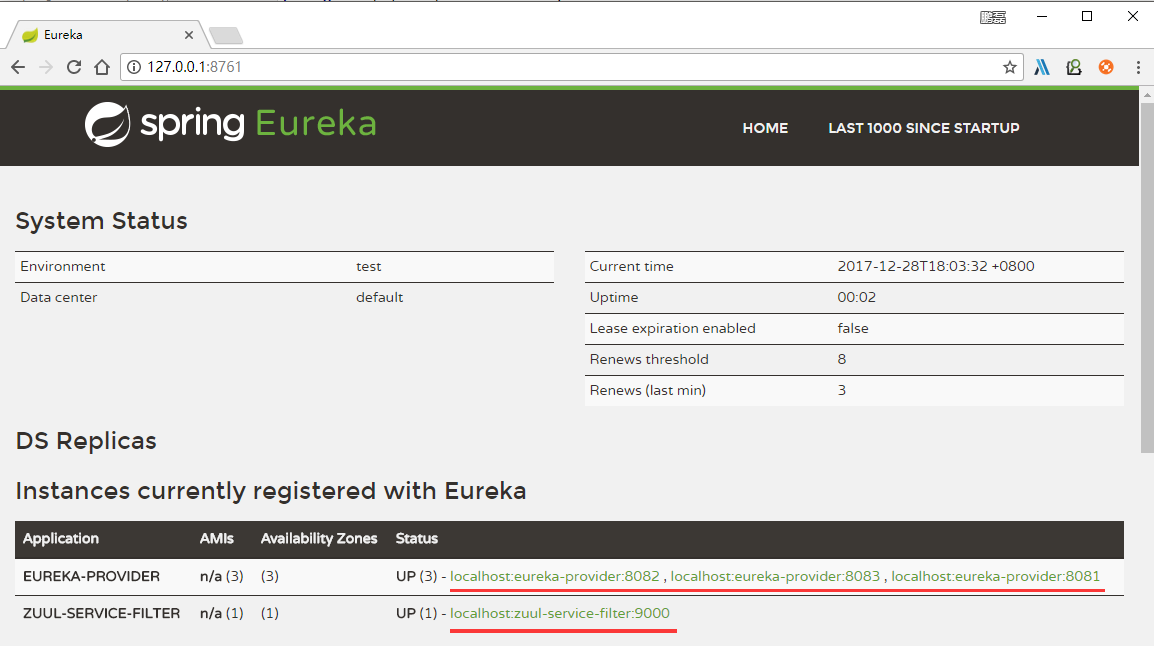 鹏磊
Eureka
127.0.0.1:8761
spring Eureka
HOME LAST 1000 SINCE STARTUP
System Status
Environment test
Data center default
Current time 2017-12-28T18:03:32 +0800
Uptime 00:02
Lease expiration enabled false
Renews threshold 8
Renews (last min) 3
DS Replicas
Instances currently registered with Eureka
Application AMIs Availability Zones Status
EUREKA-PROVIDER n/a (3) (3) UP (3) - localhost:eureka-provider:8082 , localhost:eureka-provider:8083 , localhost:eureka-provider:8081
ZUUL-SERVICE-FILTER n/a (1) (1) UP (1) - localhost:zuul-service-filter:9000